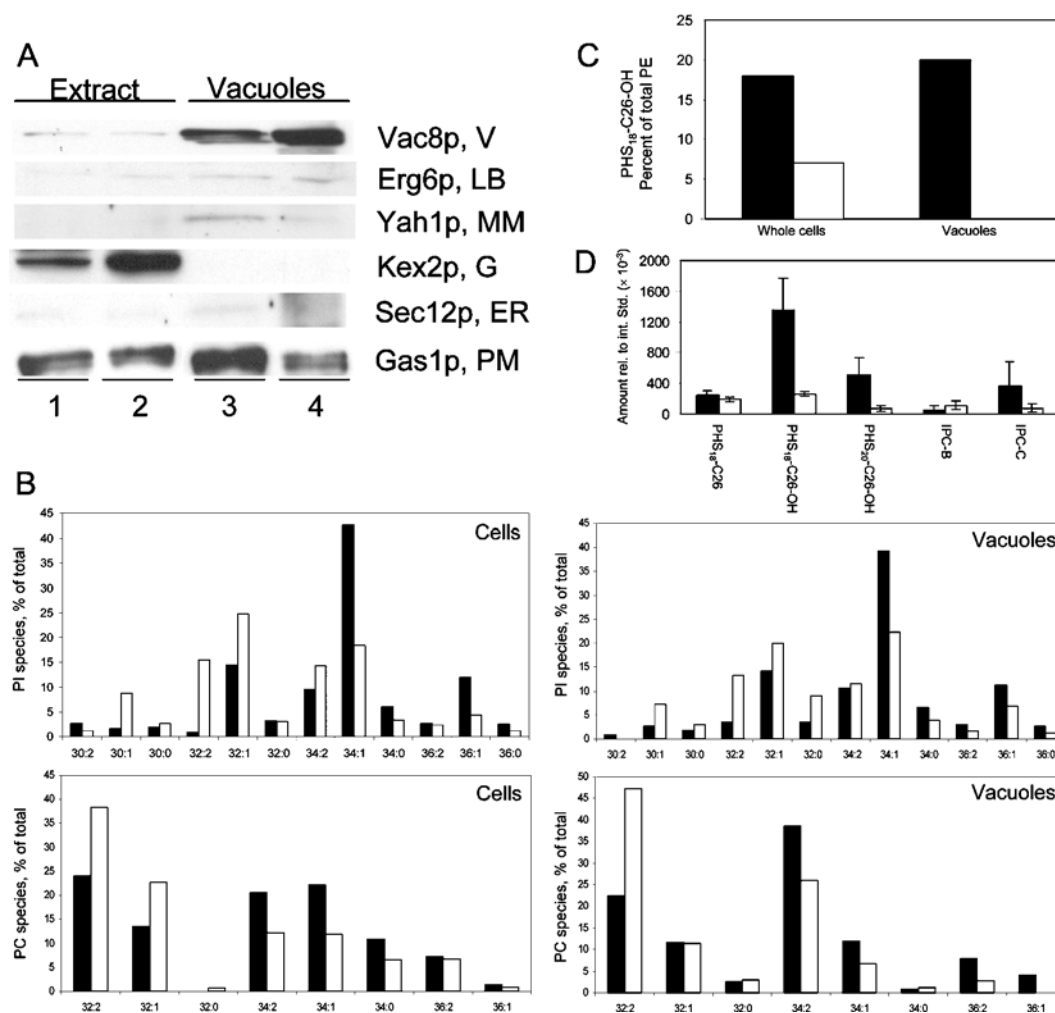 A
Extract Vacuoles
Vac8p, V
Erg6p, LB
Yah1p, MM
Kex2p, G
Sec12p, ER
Gas1p, PM
1 2 3 4
C
PHS18-C26-OH
Percent of total PE
25
20
15
10
5
0
Whole cells Vacuoles
D
Amount rel. to int. Std. (× 10⁻³)
2000
1600
1200
800
400
0
PHS18-C26
PHS18-C26-OH
PHS20-C26-OH
IPC-B
IPC-C
B
Cells
PI species, % of total
45
40
35
30
25
20
15
10
5
0
30:2 30:1 30:0 32:2 32:1 32:0 34:2 34:1 34:0 36:2 36:1 36:0
Vacuoles
PI species, % of total
45
40
35
30
25
20
15
10
5
0
30:2 30:1 30:0 32:2 32:1 32:0 34:2 34:1 34:0 36:2 36:1 36:0
Cells
PC species, % of total
45
40
35
30
25
20
15
10
5
0
32:2 32:1 32:0 34:2 34:1 34:0 36:2 36:1
Vacuoles
PC species, % of total
50
45
40
35
30
25
20
15
10
5
0
32:2 32:1 32:0 34:2 34:1 34:0 36:2 36:1